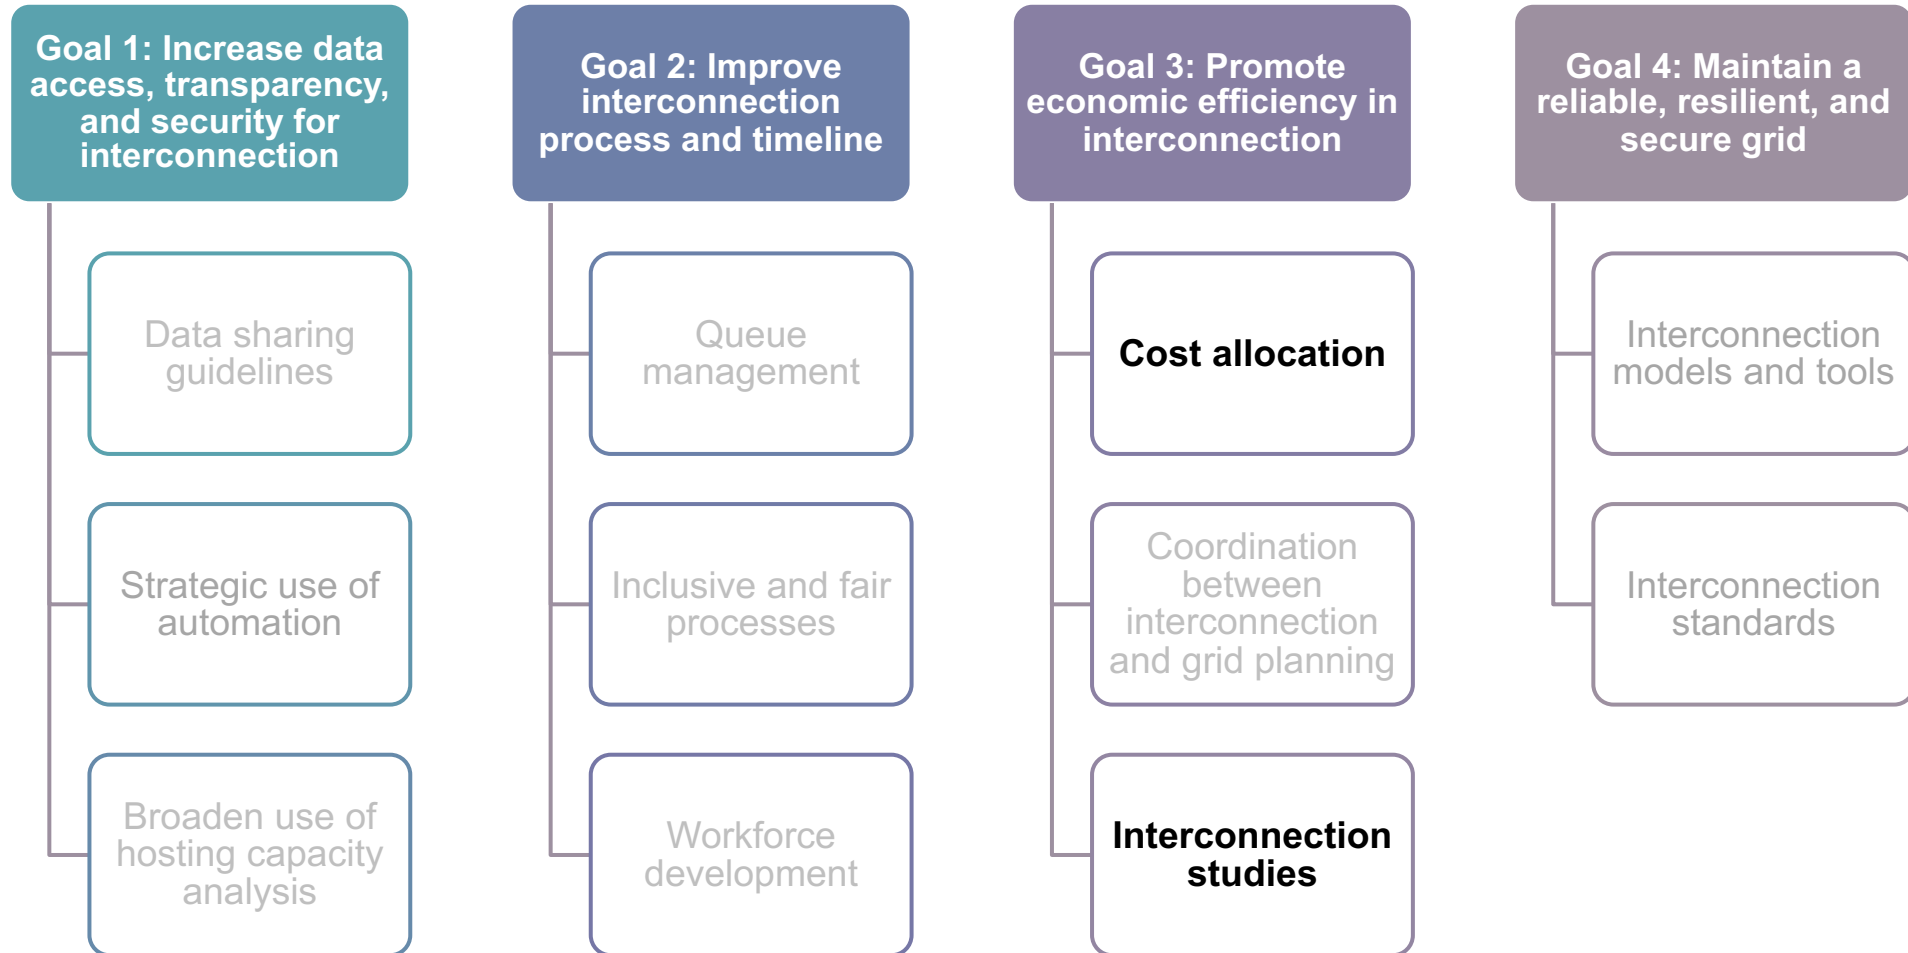 Goal 1: Increase data
access, transparency,
and security for
interconnection
Data sharing
guidelines
Strategic use of
automation
Broaden use of
hosting capacity
analysis
Goal 2: Improve
interconnection
process and timeline
Queue
management
Inclusive and fair
processes
Workforce
development
Goal 3: Promote
economic efficiency in
interconnection
Cost allocation
Coordination
between
interconnection
and grid planning
Interconnection
studies
Goal 4: Maintain a
reliable, resilient, and
secure grid
Interconnection
models and tools
Interconnection
standards